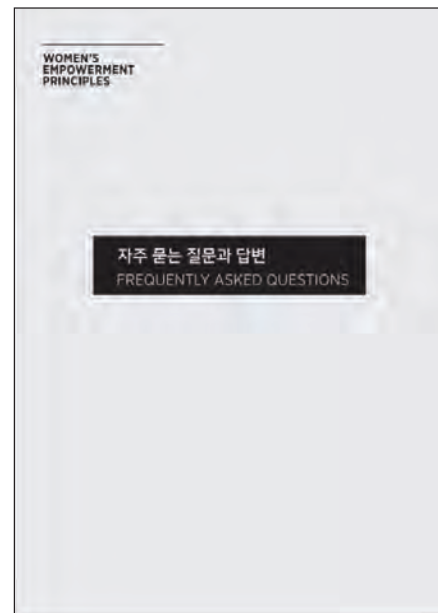 WOMEN'S
EMPOWERMENT
PRINCIPLES
자주 묻는 질문과 답변
FREQUENTLY ASKED QUESTIONS